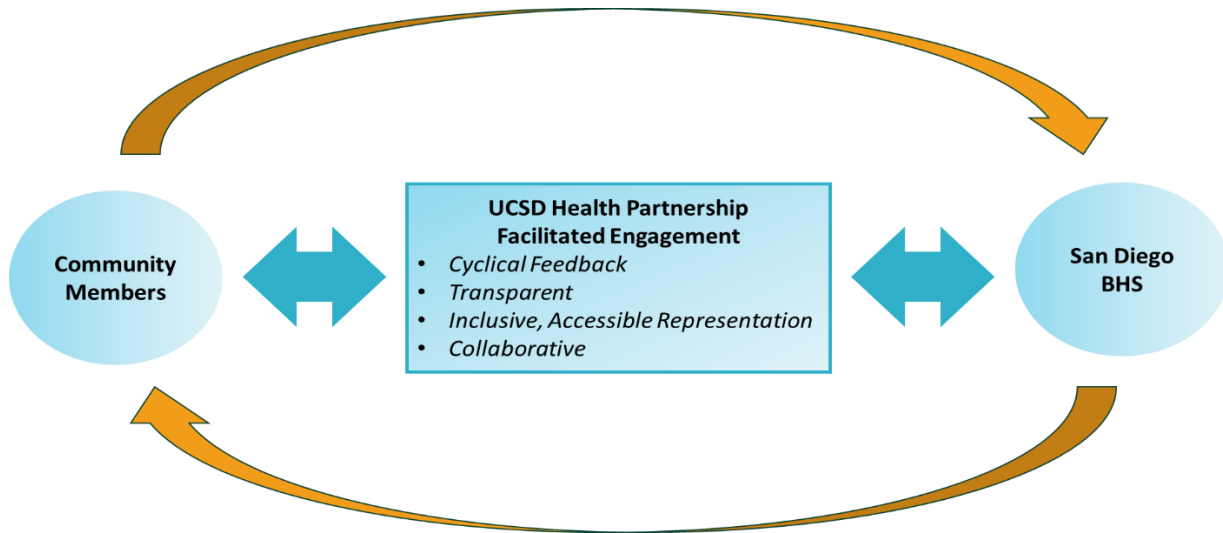 Community
Members
UCSD Health Partnership
Facilitated Engagement
• Cyclical Feedback
• Transparent
• Inclusive, Accessible Representation
• Collaborative
San Diego
BHS